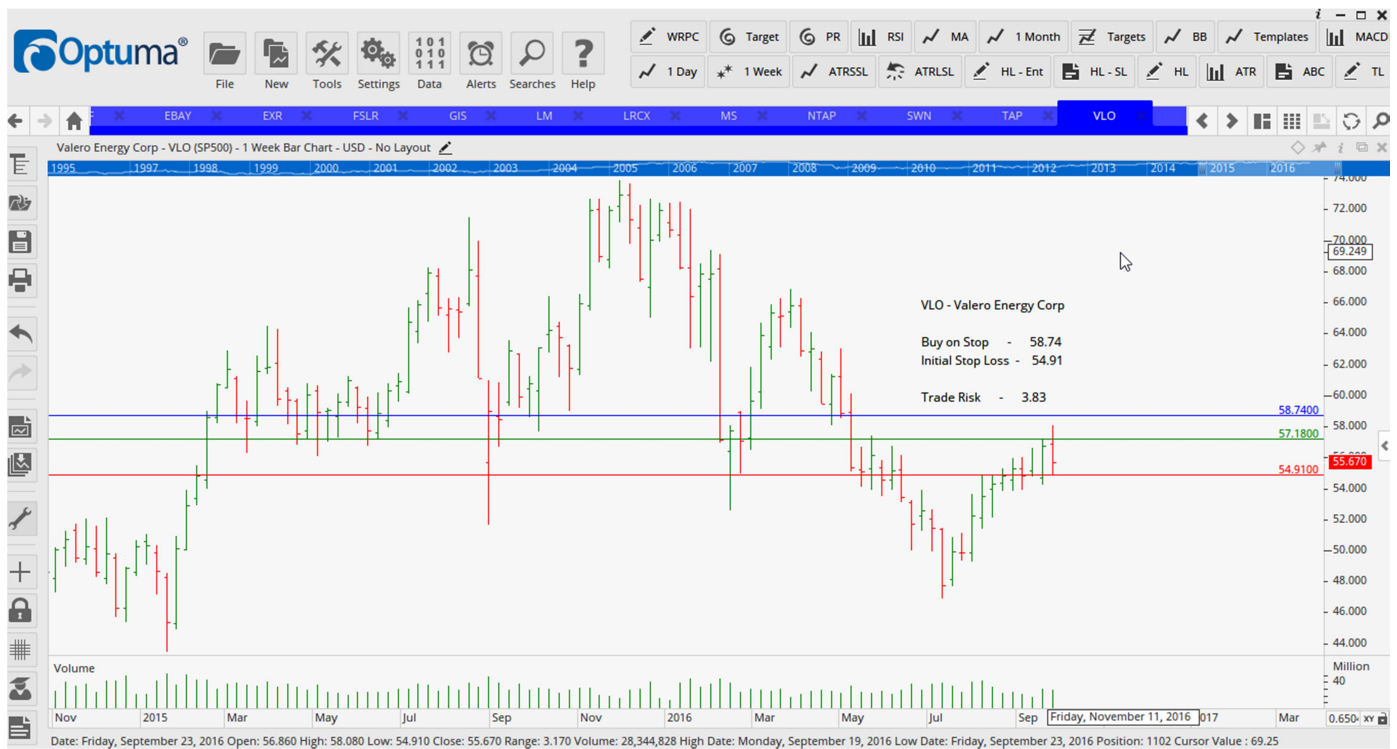 i
Optuma®
File New Tools Settings Data Alerts Searches Help
101
010
111
WRPC Target PR RSI MA 1 Month Targets BB Templates MACD
1 Day 1 Week ATRSSL ATRLSL HL - Ent HL - SL HL ATR ABC TL
EBAY EXR FSLR GIS LM LRCX MS NTAP SWN TAP VLO
Valero Energy Corp - VLO (SP500) - 1 Week Bar Chart - USD - No Layout
1995 1997 1998 1999 2000 2001 2002 2003 2004 2005 2006 2007 2008 2009 2010 2011 2012 2013 2014 2015 2016
74.000
72.000
70.000
69.249
68.000
66.000
VLO - Valero Energy Corp
64.000
Buy on Stop - 58.74
Initial Stop Loss - 54.91
62.000
Trade Risk - 3.83
60.000
58.7400
58.000
57.1800
55.670
54.9100
54.000
52.000
50.000
48.000
46.000
44.000
Volume
Million
40
Nov 2015 Mar May Jul Sep Nov 2016 Mar May Jul Sep Friday, November 11, 2016 017 Mar 0.650 XY
Date: Friday, September 23, 2016 Open: 56.860 High: 58.080 Low: 54.910 Close: 55.670 Range: 3.170 Volume: 28,344,828 High Date: Monday, September 19, 2016 Low Date: Friday, September 23, 2016 Position: 1102 Cursor Value : 69.25